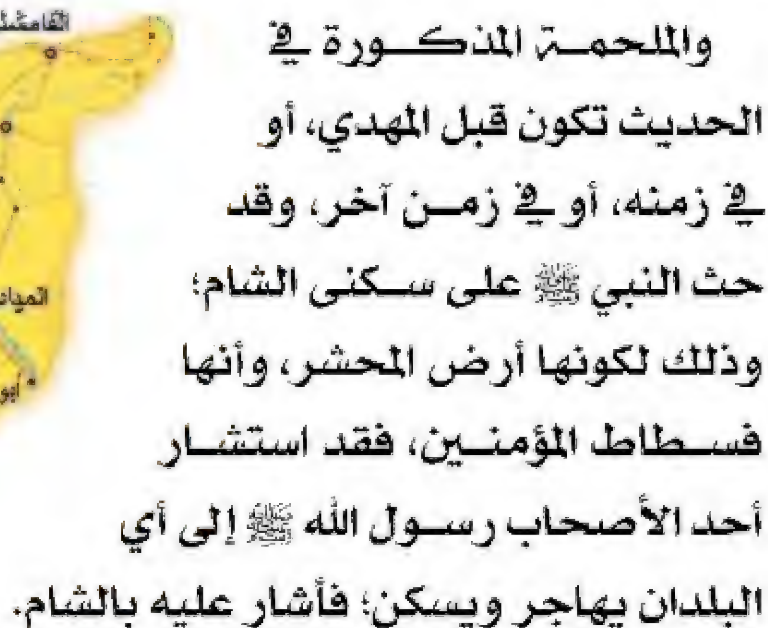 والملحمة المذكورة في
الحديث تكون قبل المهدي، أو
في زمنه، أو في زمن آخر، وقد
حث النبي ﷺ على سكنى الشام؛
وذلك لكونها أرض المحشر، وأنها
فسطاط المؤمنين، فقد استشار
أحد الأصحاب رسول الله ﷺ إلى أي
البلدان يهاجر ويسكن؛ فأشار عليه بالشام.